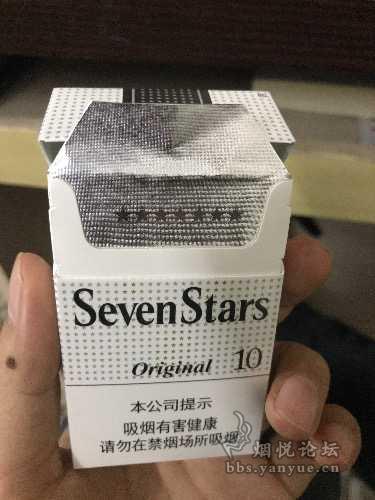 ★★★★★★★
Seven Stars
Original 10
本公司提示
吸烟有害健康
请勿在禁烟场所吸烟
烟悦论坛
bbs.yanyue.cn